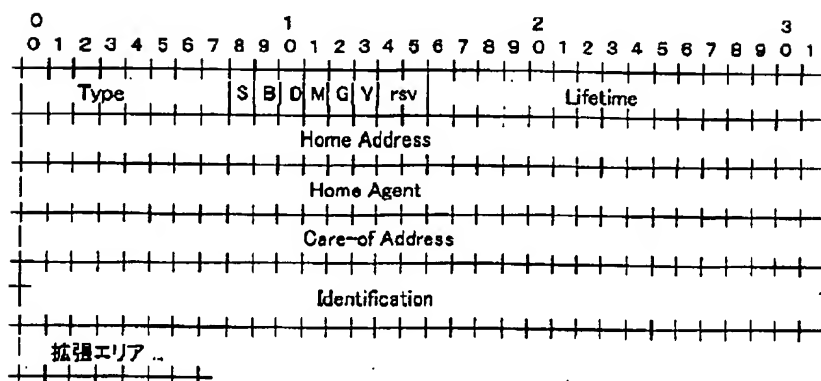 0 1 2 3
0 1 2 3 4 5 6 7 8 9 0 1 2 3 4 5 6 7 8 9 0 1 2 3 4 5 6 7 8 9 0 1
Type S B D M G V rsv Lifetime
Home Address
Home Agent
Care-of Address
Identification
拡張エリア ..